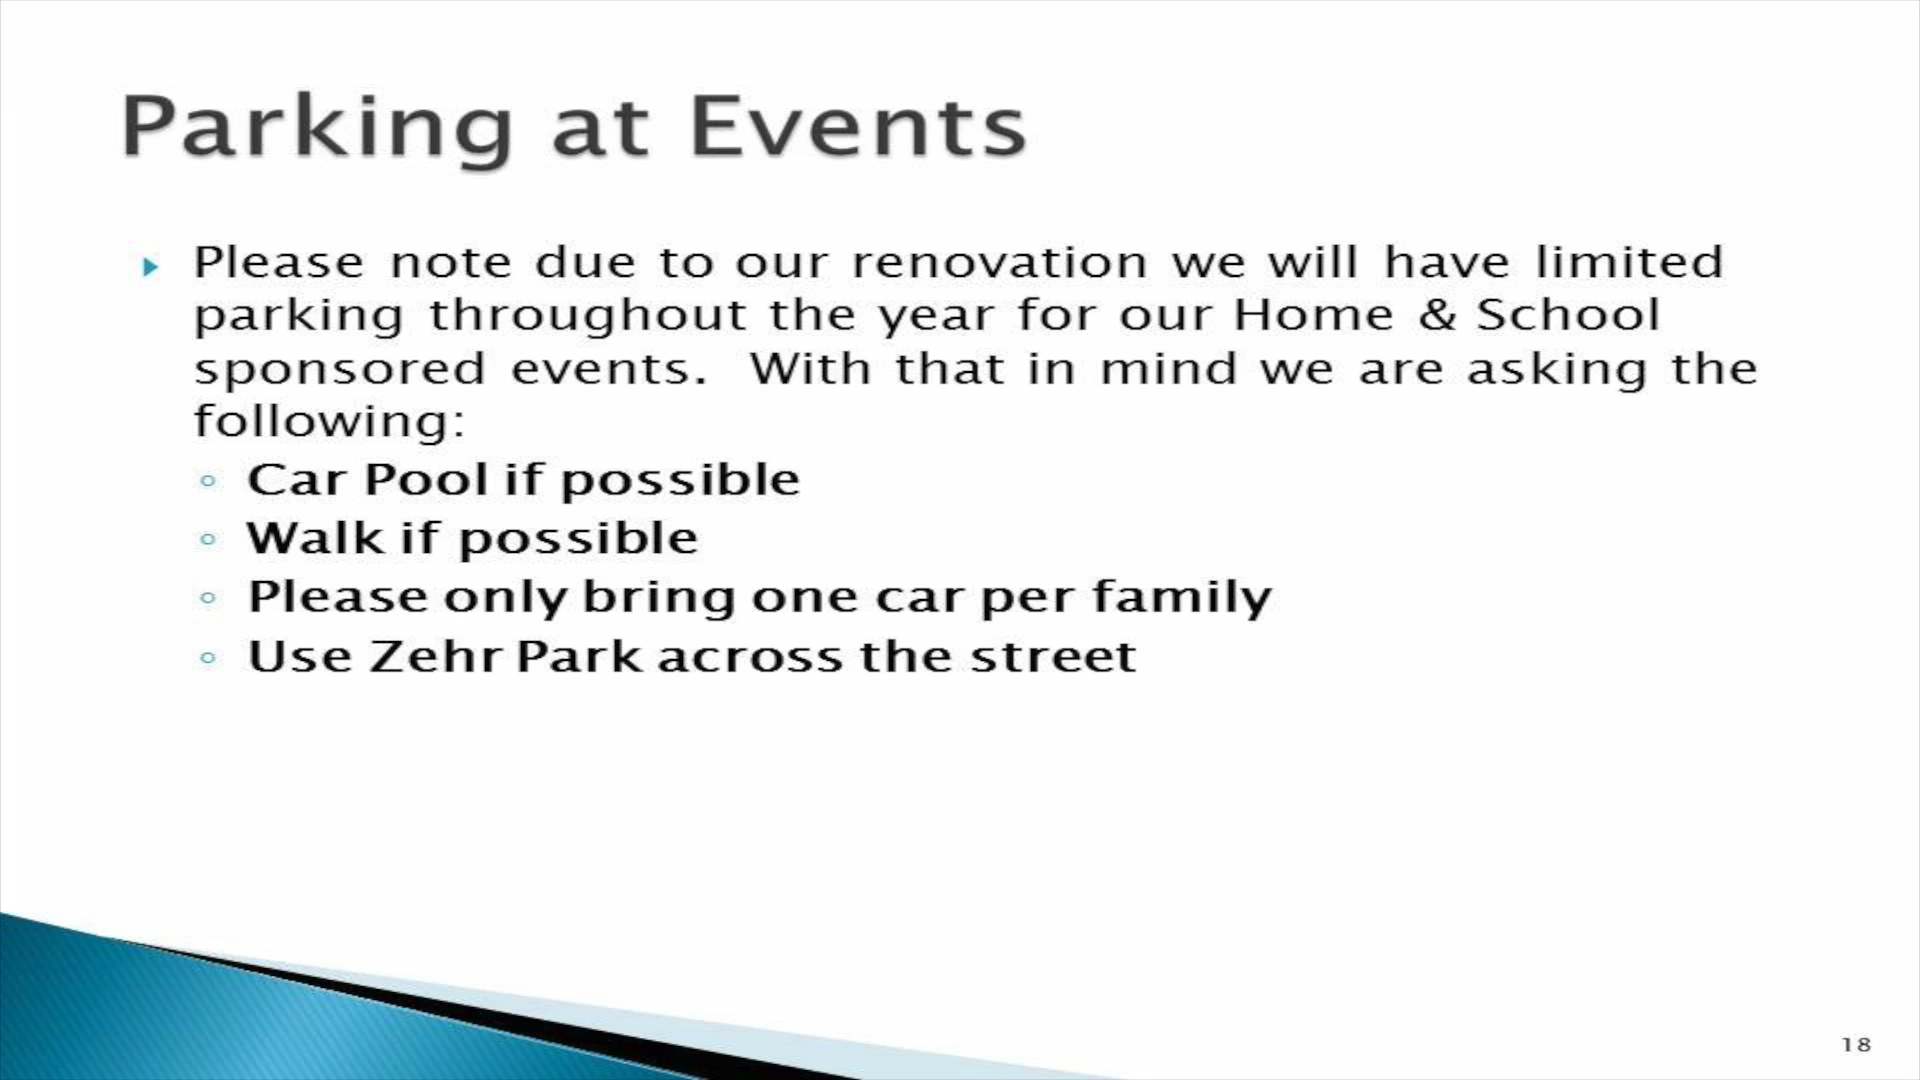 Parking at Events
Please note due to our renovation we will have limited
parking throughout the year for our Home & School
sponsored events.  With that in mind we are asking the
following:
Car Pool if possible
Walk if possible
Please only bring one car per family
Use Zehr Park across the street
18